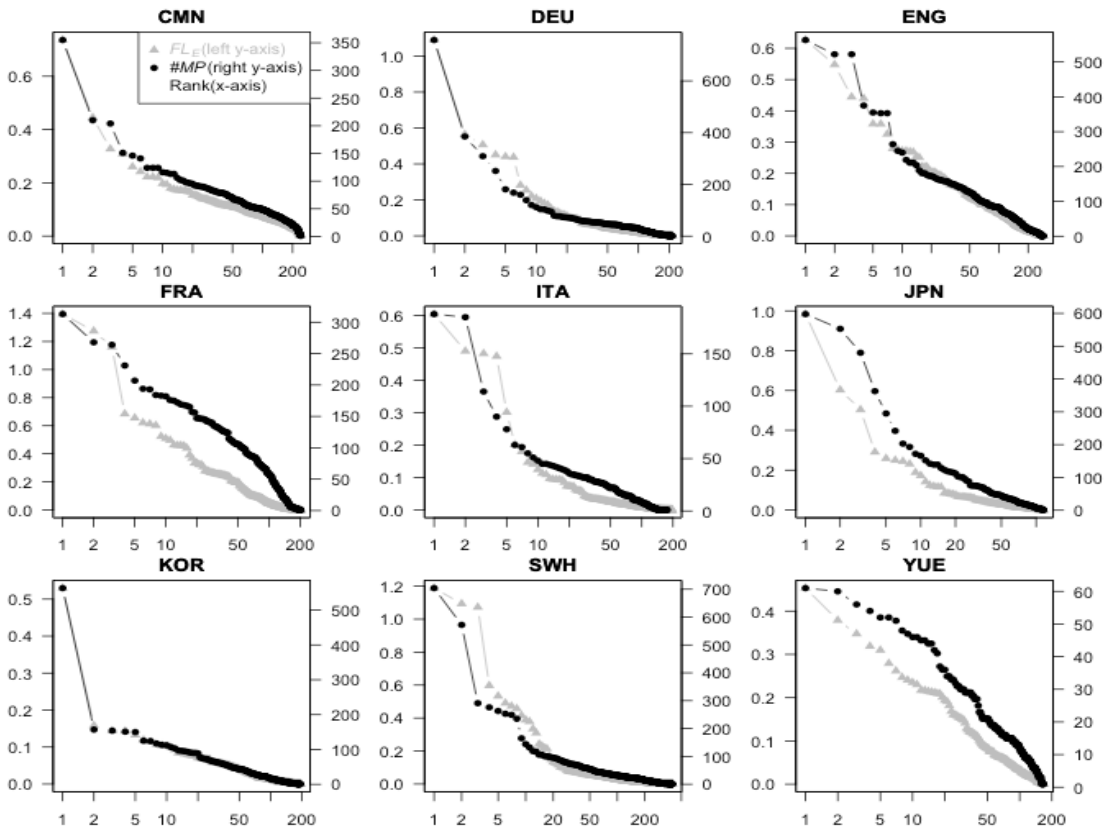 CMN DEU ENG
FL_E(left y-axis)
#MP(right y-axis)
Rank(x-axis)
0.6 0.4 0.2 0.0
350 300 250 200 150 100 50 0
1 2 5 10 50 200
1.0 0.8 0.6 0.4 0.2 0.0
600 400 200 0
1 2 5 10 50 200
0.6 0.5 0.4 0.3 0.2 0.1 0.0
500 400 300 200 100 0
1 2 5 10 50 200
FRA ITA JPN
1.4 1.2 1.0 0.8 0.6 0.4 0.2 0.0
300 250 200 150 100 50 0
1 2 5 10 50 200
0.6 0.5 0.4 0.3 0.2 0.1 0.0
150 100 50 0
1 2 5 10 50 200
1.0 0.8 0.6 0.4 0.2 0.0
600 500 400 300 200 100 0
1 2 5 10 20 50
KOR SWH YUE
0.5 0.4 0.3 0.2 0.1 0.0
500 400 300 200 100 0
1 2 5 10 50 200
1.2 1.0 0.8 0.6 0.4 0.2 0.0
700 600 500 400 300 200 100 0
1 2 5 10 50 200
0.4 0.3 0.2 0.1 0.0
60 50 40 30 20 10 0
1 2 5 10 50 200